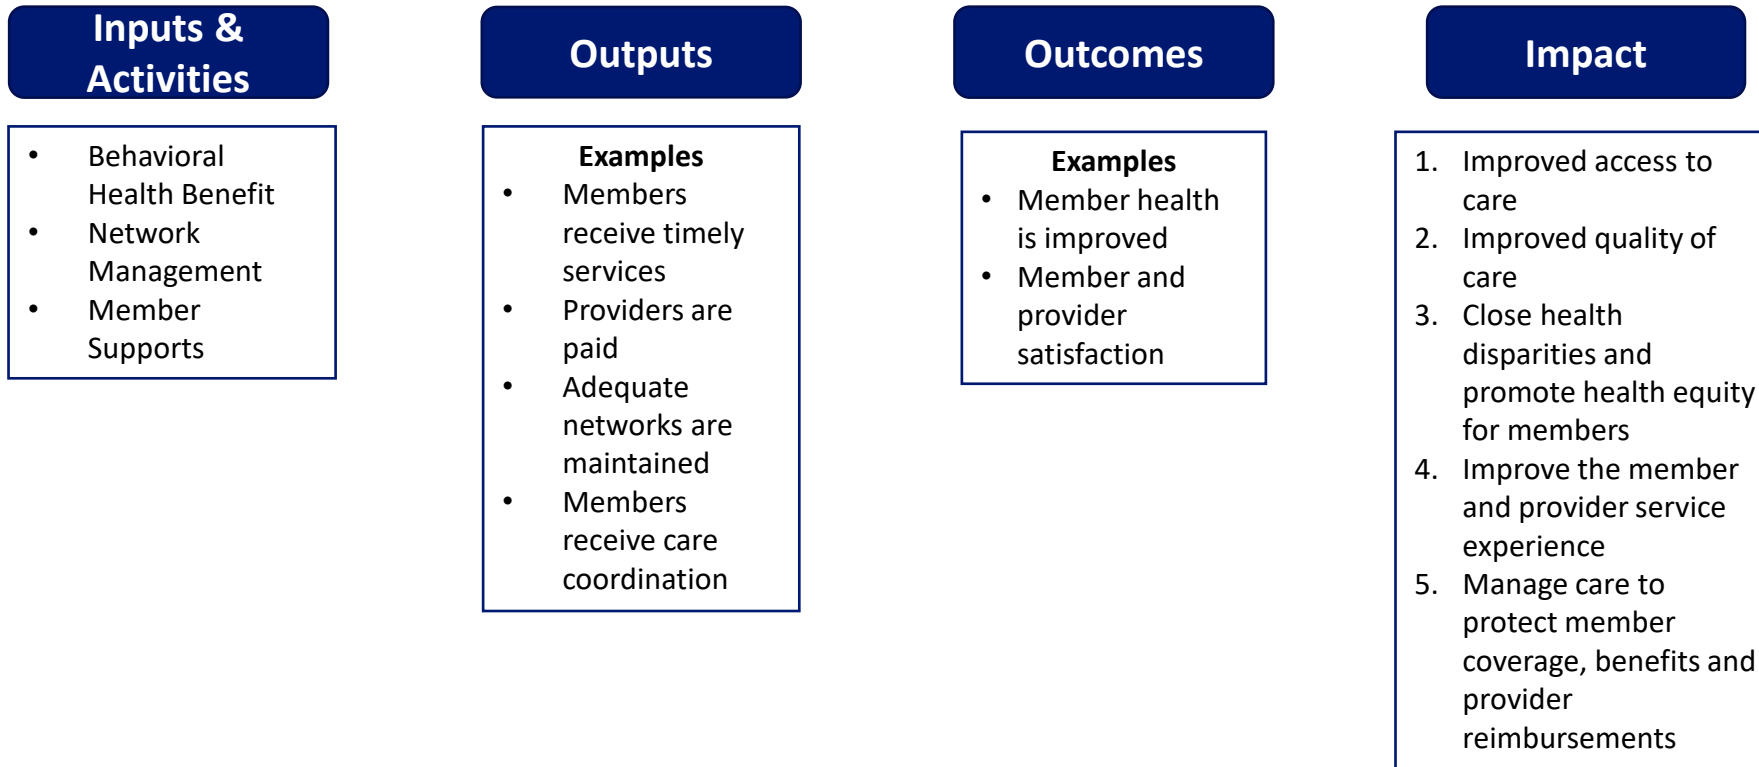 Inputs &
Activities
• Behavioral
Health Benefit
• Network
Management
• Member
Supports
Outputs
Examples
• Members
receive timely
services
• Providers are
paid
• Adequate
networks are
maintained
• Members
receive care
coordination
Outcomes
Examples
• Member health
is improved
• Member and
provider
satisfaction
Impact
1. Improved access to
care
2. Improved quality of
care
3. Close health
disparities and
promote health equity
for members
4. Improve the member
and provider service
experience
5. Manage care to
protect member
coverage, benefits and
provider
reimbursements